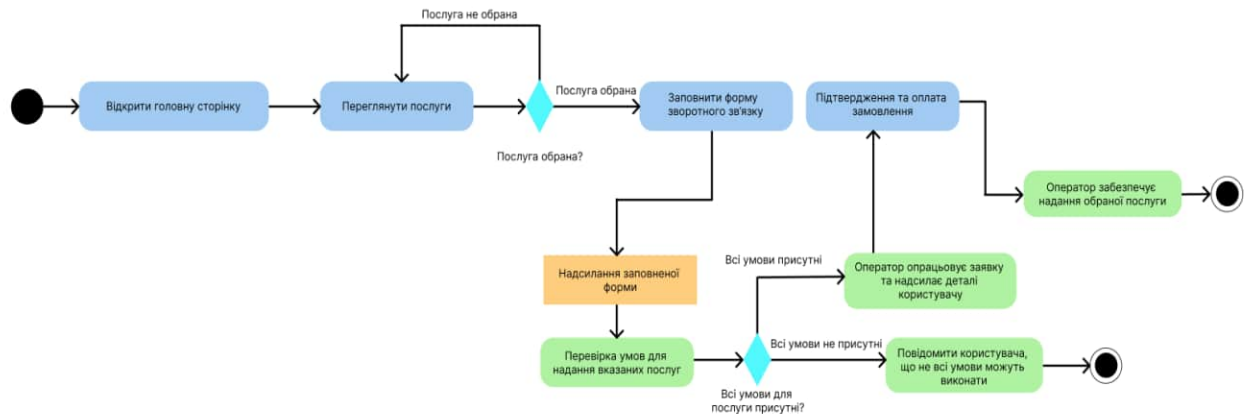 Послуга не обрана
Відкрити головну сторінку
Переглянути послуги
Послуга обрана
Послуга обрана?
Заповнити форму
зворотного зв'язку
Підтвердження та оплата
замовлення
Оператор забезпечує
надання обраної послуги
Надсилання заповненої
форми
Всі умови присутні
Оператор опрацьовує заявку
та надсилає деталі
користувачу
Перевірка умов для
надання вказаних послуг
Всі умови не присутні
Повідомити користувача,
що не всі умови можуть
виконати
Всі умови для
послуги присутні?